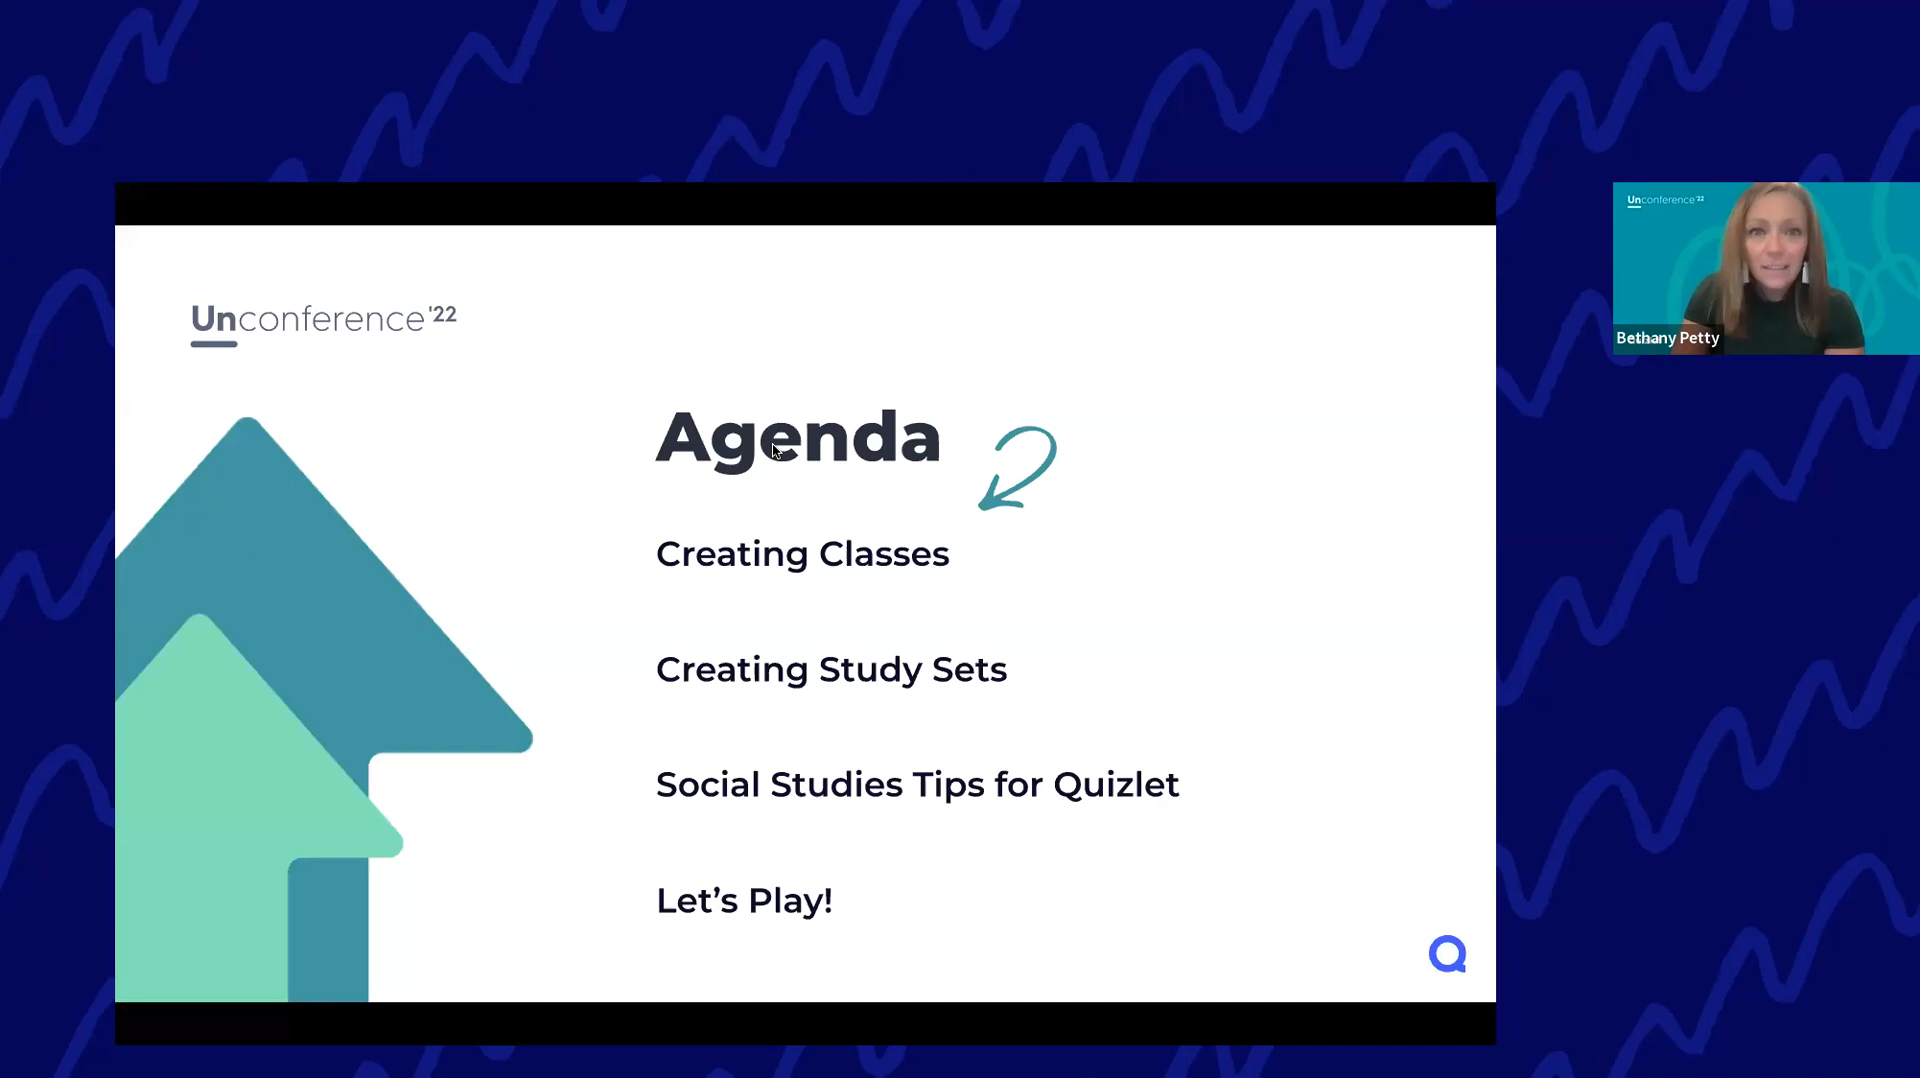 Unconference '22
Agenda
Creating Classes
Creating Study Sets
Social Studies Tips for Quizlet
Let's Play!
Unconference '22
Bethany Petty